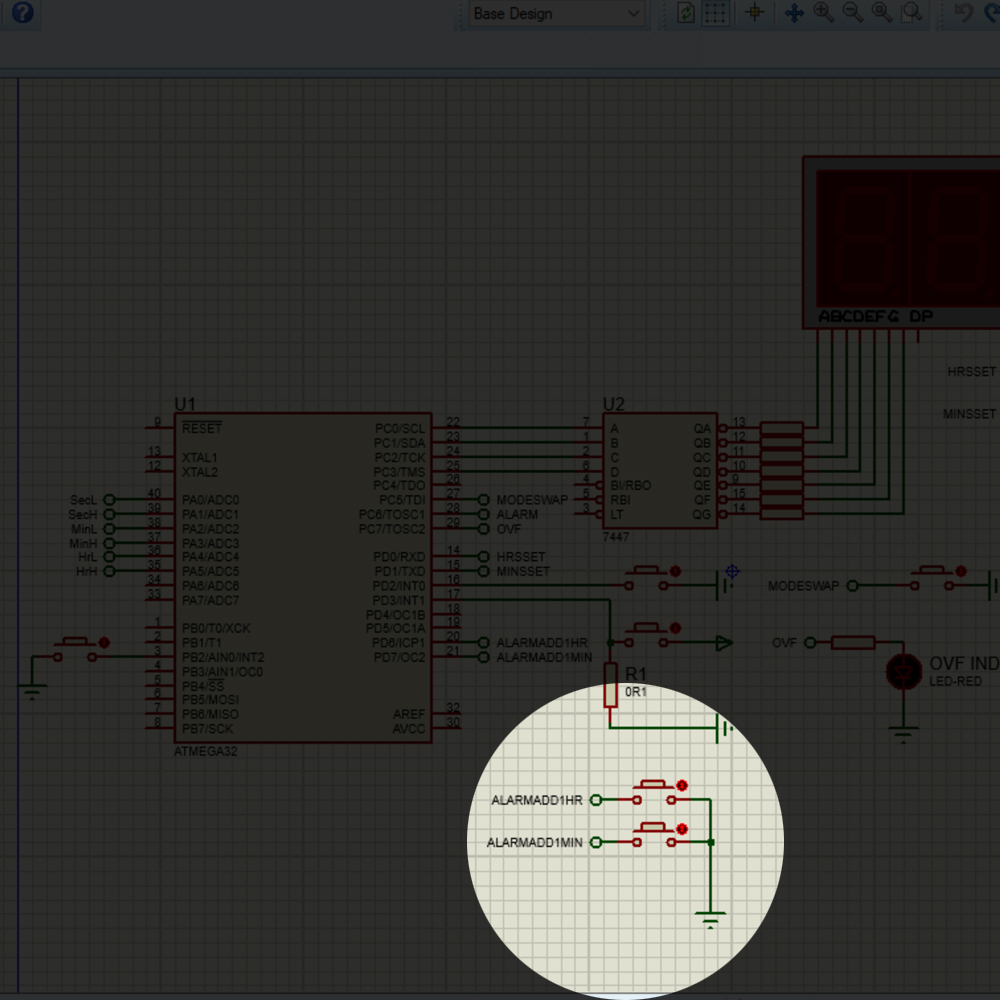 Base Design
ABCDEFG DP
HRSSET
MINSSET
U1
9 RESET
13 XTAL1
12 XTAL2
SecL 40 PA0/ADC0
SecH 39 PA1/ADC1
MinL 38 PA2/ADC2
MinH 37 PA3/ADC3
HrL 36 PA4/ADC4
HrH 35 PA5/ADC5
34 PA6/ADC6
33 PA7/ADC7
1 PB0/T0/XCK
2 PB1/T1
3 PB2/AIN0/INT2
4 PB3/AIN1/OC0
5 PB4/SS
6 PB5/MOSI
7 PB6/MISO
8 PB7/SCK
PC0/SCL 22
PC1/SDA 23
PC2/TCK 24
PC3/TMS 25
PC4/TDO 26
PC5/TDI 27 MODESWAP
PC6/TOSC1 28 ALARM
PC7/TOSC2 29 OVF
PD0/RXD 14 HRSSET
PD1/TXD 15 MINSSET
PD2/INT0 16
PD3/INT1 17
PD4/OC1B 18
PD5/OC1A 19
PD6/ICP1 20 ALARMADD1HR
PD7/OC2 21 ALARMADD1MIN
AREF 32
AVCC 30
ATMEGA32
U2
7 A QA 13
1 B QB 12
2 C QC 11
6 D QD 10
4 BI/RBO QE 9
5 RBI QF 15
3 LT QG 14
7447
MODESWAP
OVF
OVF IND
LED-RED
R1
0R1
ALARMADD1HR
ALARMADD1MIN